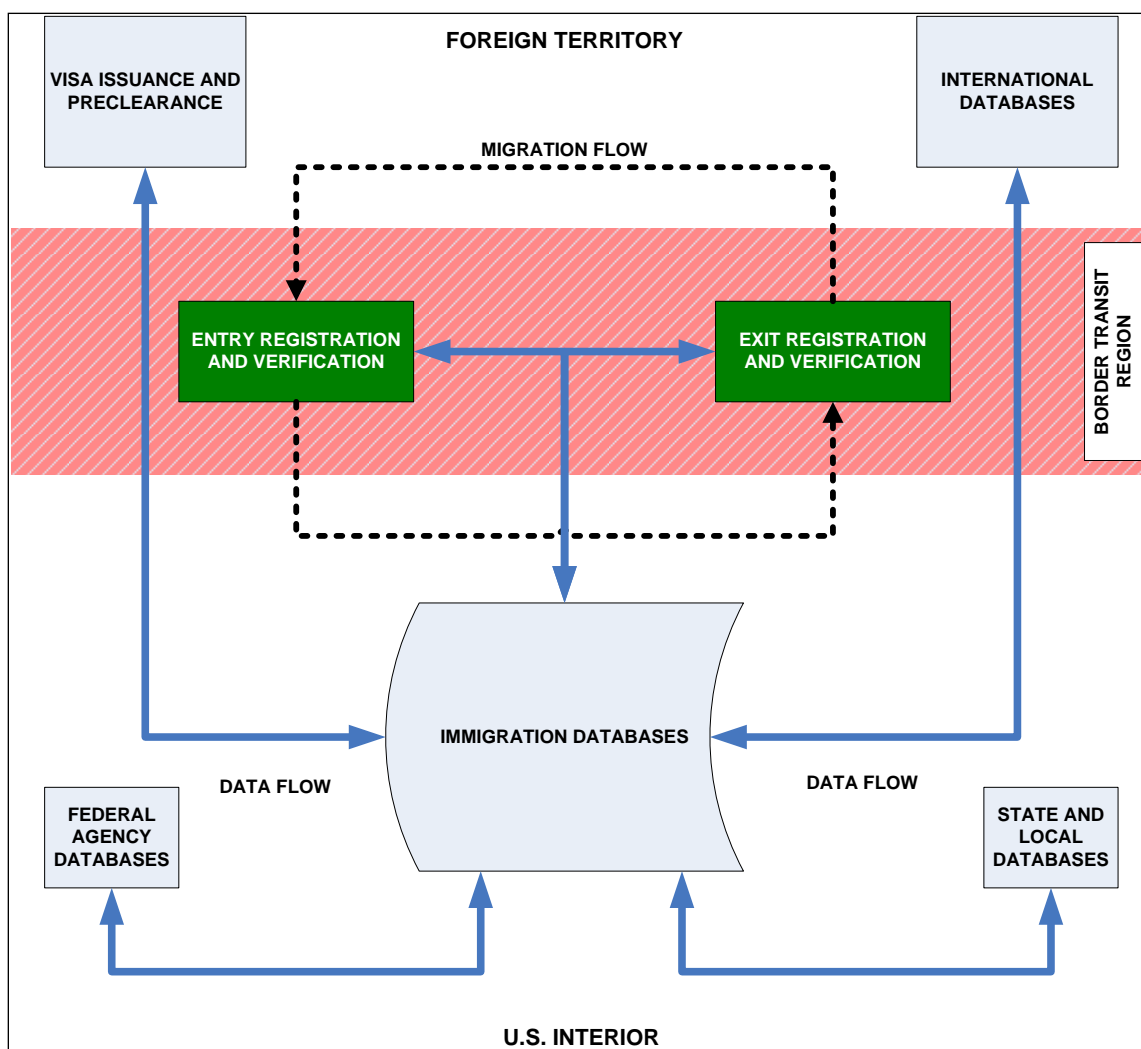 FOREIGN TERRITORY
VISA ISSUANCE AND
PRECLEARANCE
INTERNATIONAL
DATABASES
MIGRATION FLOW
ENTRY REGISTRATION
AND VERIFICATION
EXIT REGISTRATION
AND VERIFICATION
BORDER TRANSIT
REGION
IMMIGRATION DATABASES
DATA FLOW
DATA FLOW
FEDERAL
AGENCY
DATABASES
STATE AND
LOCAL
DATABASES
U.S. INTERIOR